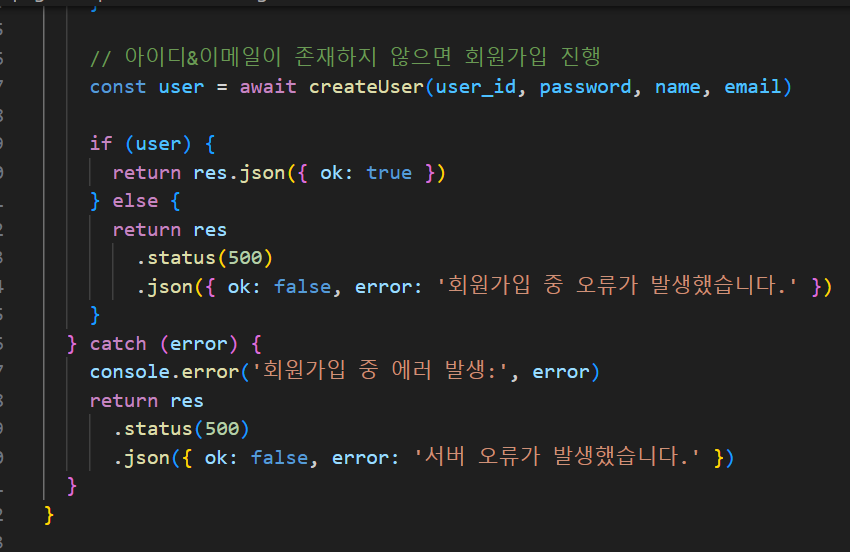 }
// 아이디&이메일이 존재하지 않으면 회원가입 진행
const user = await createUser(user_id, password, name, email)
if (user) {
return res.json({ ok: true })
} else {
return res
.status(500)
.json({ ok: false, error: '회원가입 중 오류가 발생했습니다.' })
}
} catch (error) {
console.error('회원가입 중 에러 발생:', error)
return res
.status(500)
.json({ ok: false, error: '서버 오류가 발생했습니다.' })
}
}